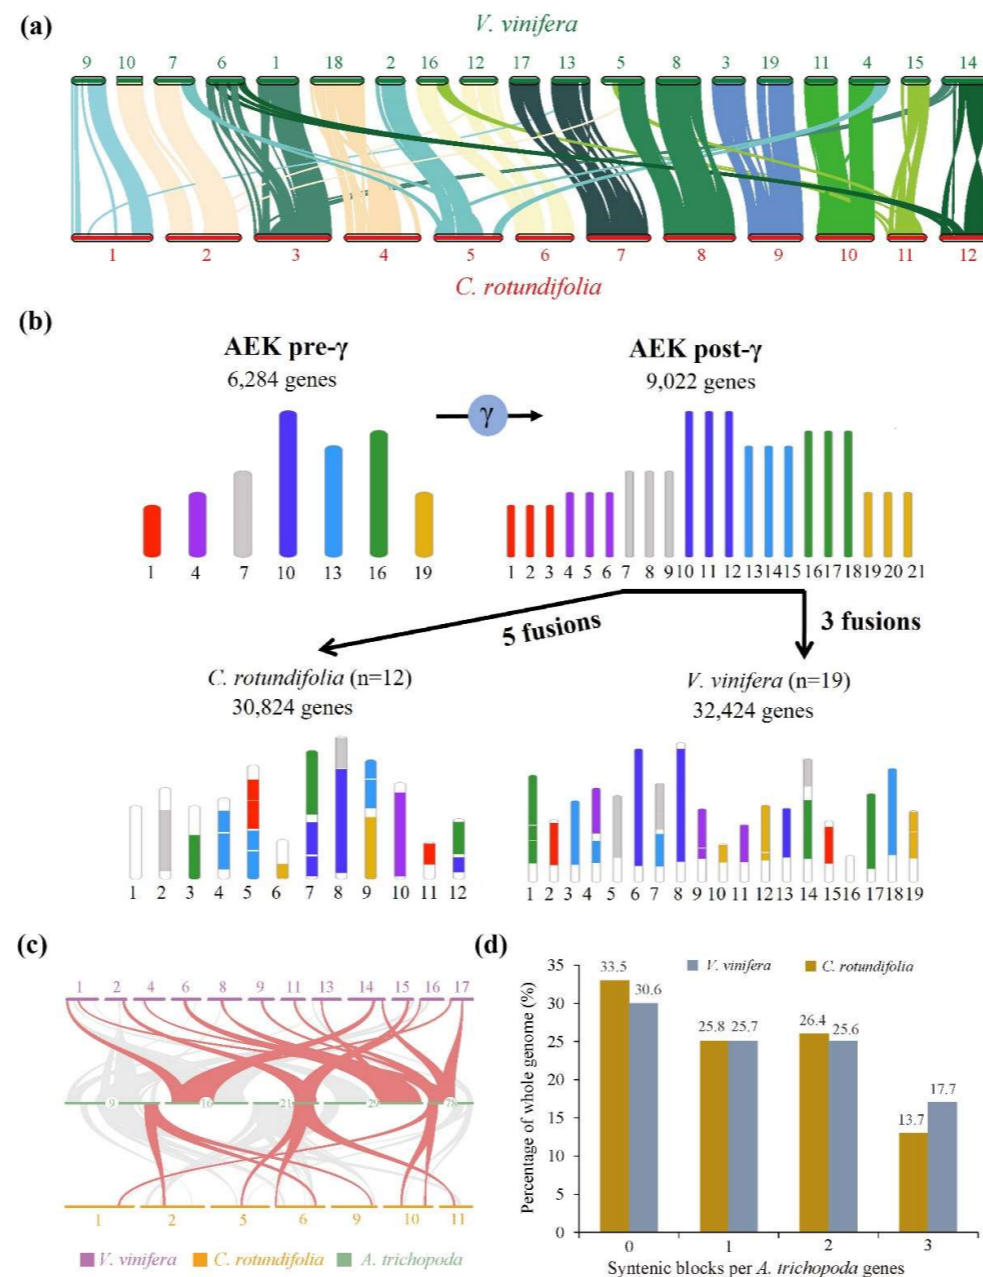 (a)
V. vinifera
9 10 7 6 1 18 2 16 12 17 13 5 8 3 19 11 4 15 14
1 2 3 4 5 6 7 8 9 10 11 12
C. rotundifolia
(b)
AEK pre-γ
6,284 genes
γ
AEK post-γ
9,022 genes
1 4 7 10 13 16 19
1 2 3 4 5 6 7 8 9 10 11 12 13 14 15 16 17 18 19 20 21
5 fusions
3 fusions
C. rotundifolia (n=12)
30,824 genes
V. vinifera (n=19)
32,424 genes
1 2 3 4 5 6 7 8 9 10 11 12
1 2 3 4 5 6 7 8 9 10 11 12 13 14 15 16 17 18 19
(c)
1 2 4 6 8 9 11 13 14 15 16 17
9 16 21 29 78
1 2 5 6 9 10 11
V. vinifera C. rotundifolia A. trichopoda
(d)
V. vinifera C. rotundifolia
Percentage of whole genome (%)
35
30
25
20
15
10
5
0
33.5 30.6 25.8 25.7 26.4 25.6 13.7 17.7
0 1 2 3
Syntenic blocks per A. trichopoda genes